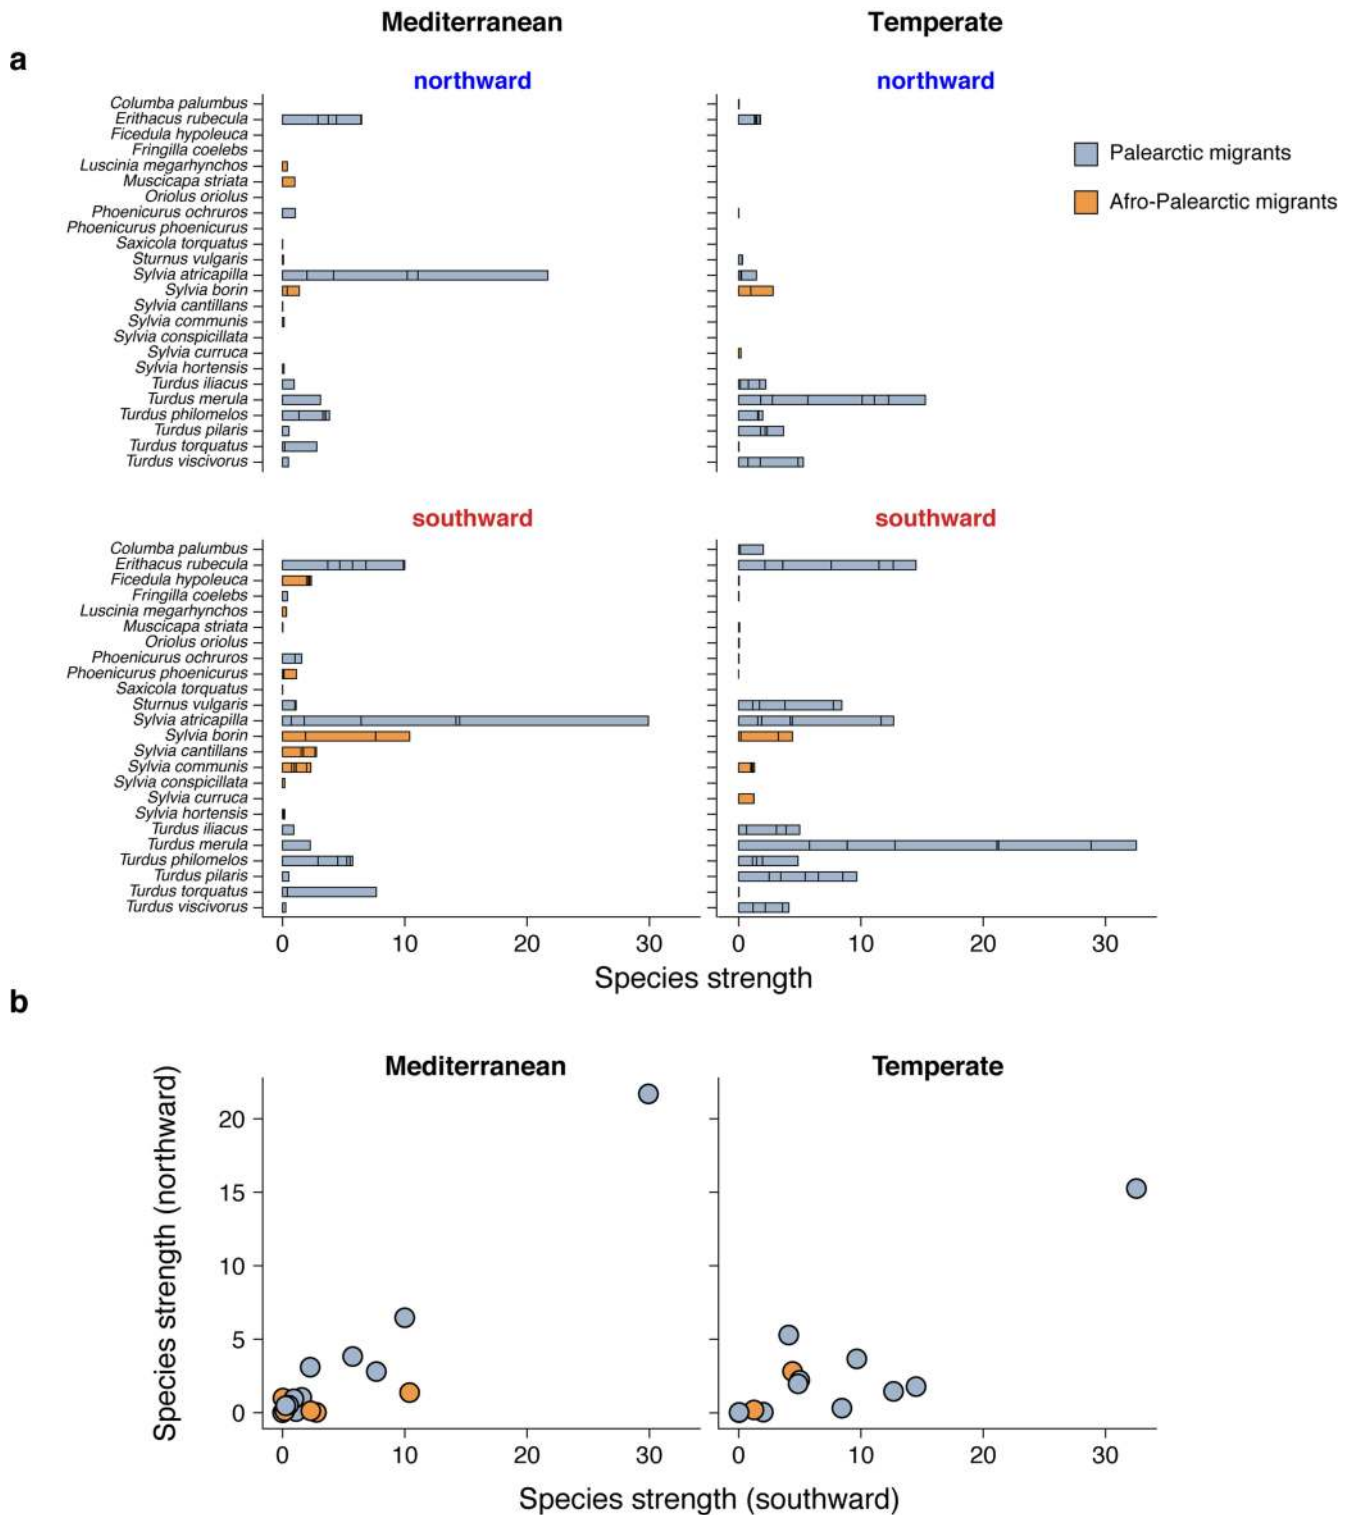 Mediterranean
Temperate
a
northward
northward
Columba palumbus
Erithacus rubecula
Ficedula hypoleuca
Fringilla coelebs
Luscinia megarhynchos
Muscicapa striata
Oriolus oriolus
Phoenicurus ochruros
Phoenicurus phoenicurus
Saxicola torquatus
Sturnus vulgaris
Sylvia atricapilla
Sylvia borin
Sylvia cantillans
Sylvia communis
Sylvia conspicillata
Sylvia curruca
Sylvia hortensis
Turdus iliacus
Turdus merula
Turdus philomelos
Turdus pilaris
Turdus torquatus
Turdus viscivorus
Palearctic migrants
Afro-Palearctic migrants
southward
southward
Columba palumbus
Erithacus rubecula
Ficedula hypoleuca
Fringilla coelebs
Luscinia megarhynchos
Muscicapa striata
Oriolus oriolus
Phoenicurus ochruros
Phoenicurus phoenicurus
Saxicola torquatus
Sturnus vulgaris
Sylvia atricapilla
Sylvia borin
Sylvia cantillans
Sylvia communis
Sylvia conspicillata
Sylvia curruca
Sylvia hortensis
Turdus iliacus
Turdus merula
Turdus philomelos
Turdus pilaris
Turdus torquatus
Turdus viscivorus
0 10 20 30
0 10 20 30
Species strength
b
Mediterranean
Temperate
Species strength (northward)
20
15
10
5
0
0 10 20 30
0 10 20 30
Species strength (southward)